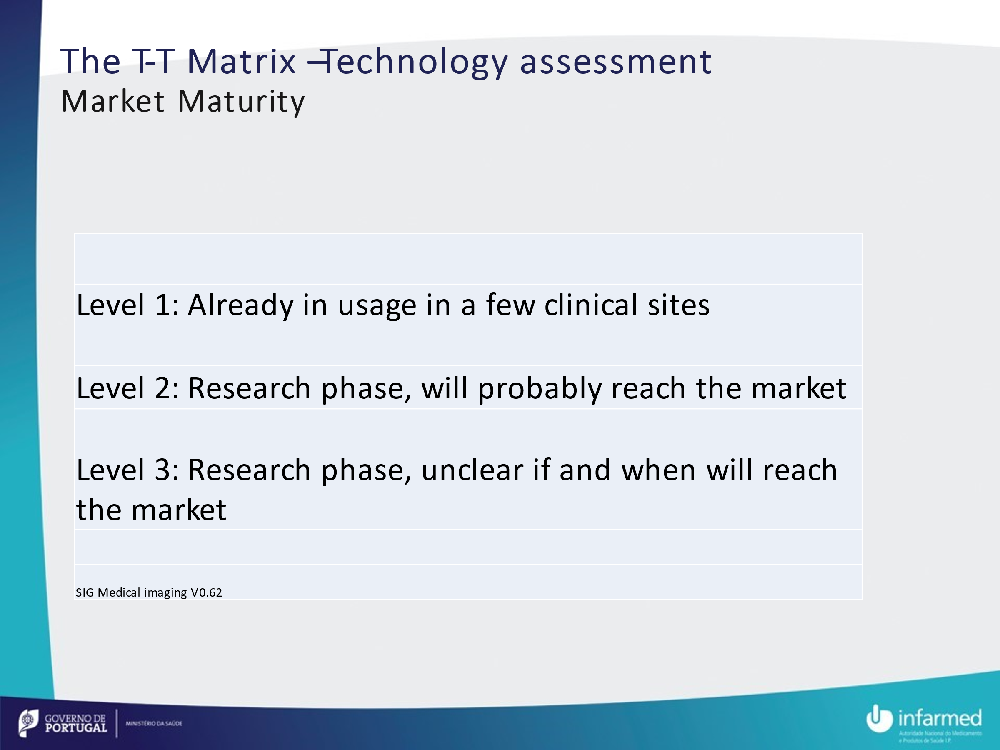 The T-T Matrix –Technology assessment
Market Maturity
Level 1: Already in usage in a few clinical sites
Level 2: Research phase, will probably reach the market
Level 3: Research phase, unclear if and when will reach
the market
SIG Medical imaging V0.62
GOVERNO DE
PORTUGAL
MINISTÉRIO DA SAÚDE
infarmed
Autoridade Nacional do Medicamento
e Produtos de Saúde I.P.